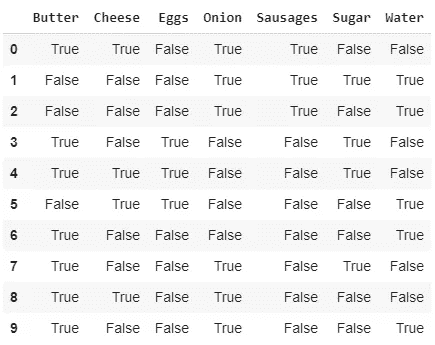 Butter Cheese Eggs Onion Sausages Sugar Water
0 True True False True True False False
1 False False False True True True True
2 False False False True True False True
3 True False True False False True False
4 True True True True False True False
5 False True True False False False True
6 True False False False False False True
7 True False False True False True False
8 True True False True False False False
9 True False False True False False True